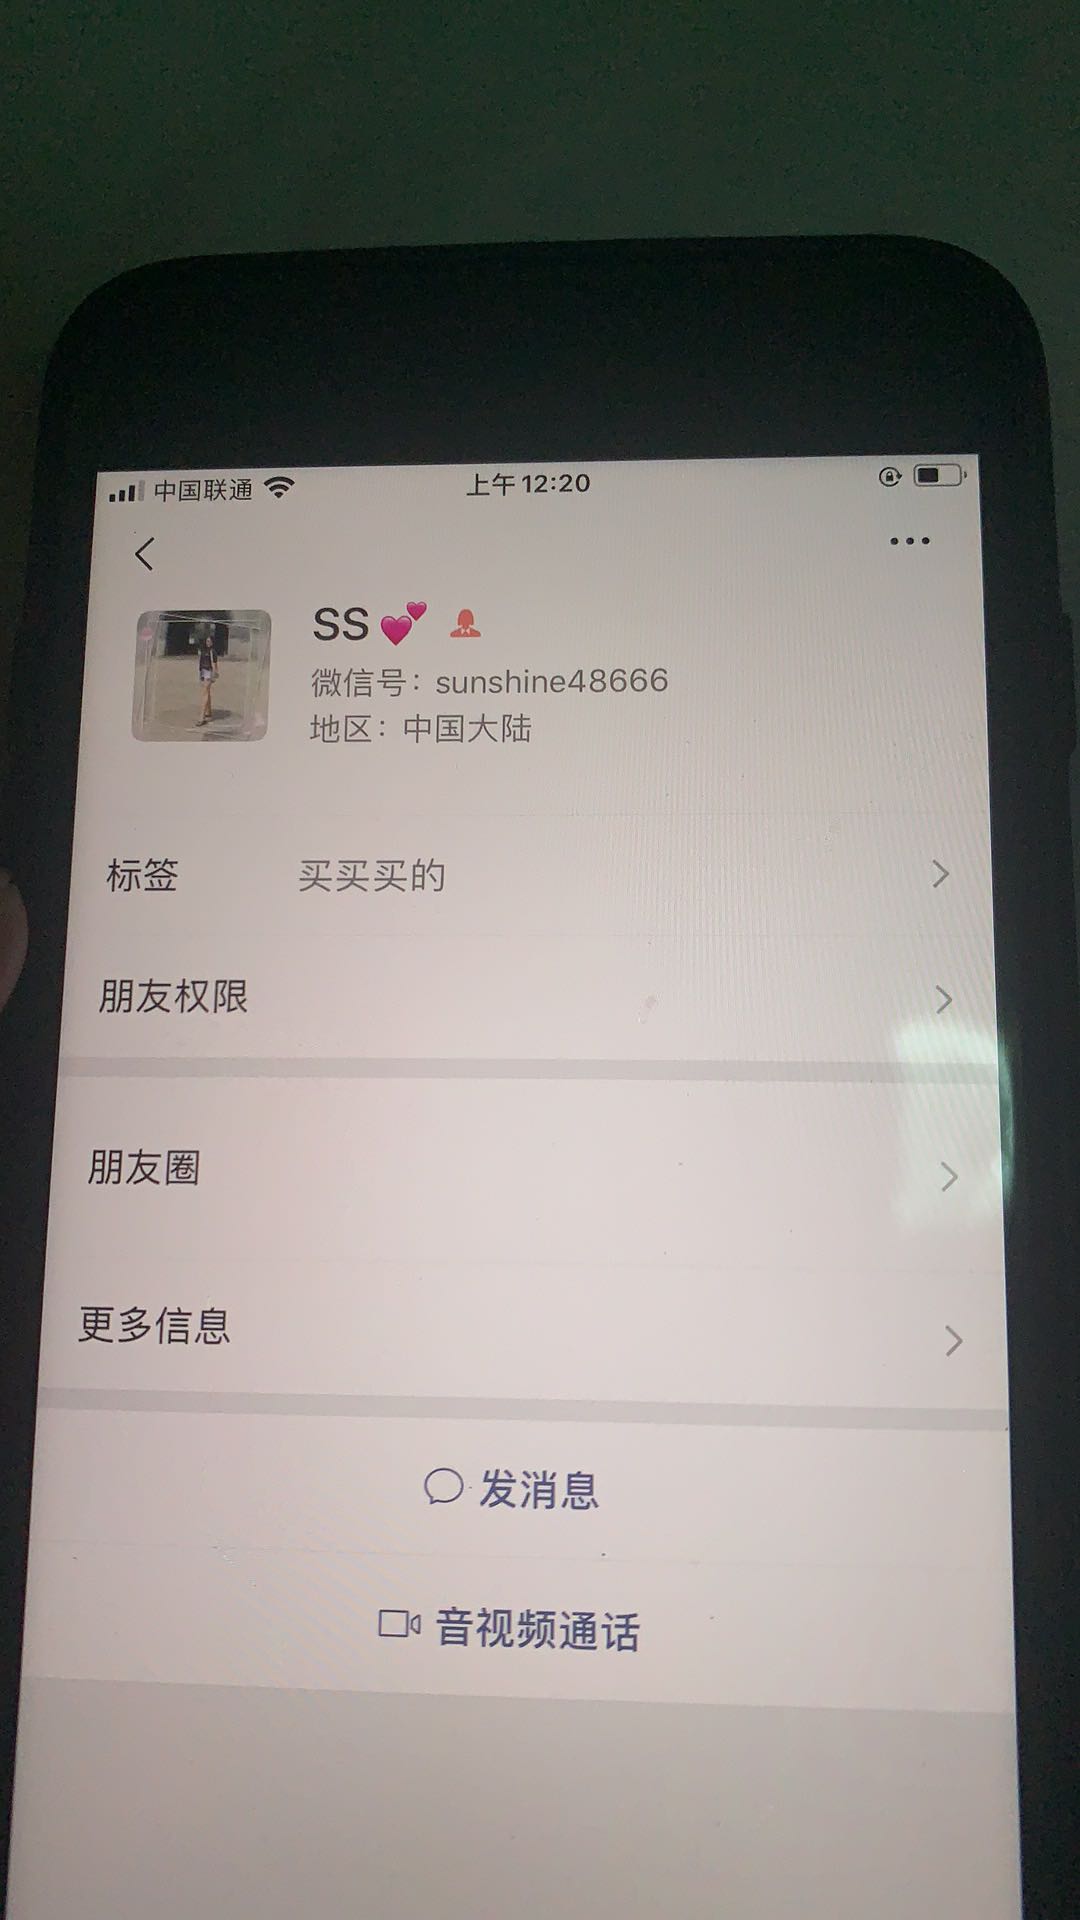 中国联通 上午12:20
SS💕
微信号：sunshine48666
地区：中国大陆
标签 买买买的
朋友权限
朋友圈
更多信息
发消息
音视频通话